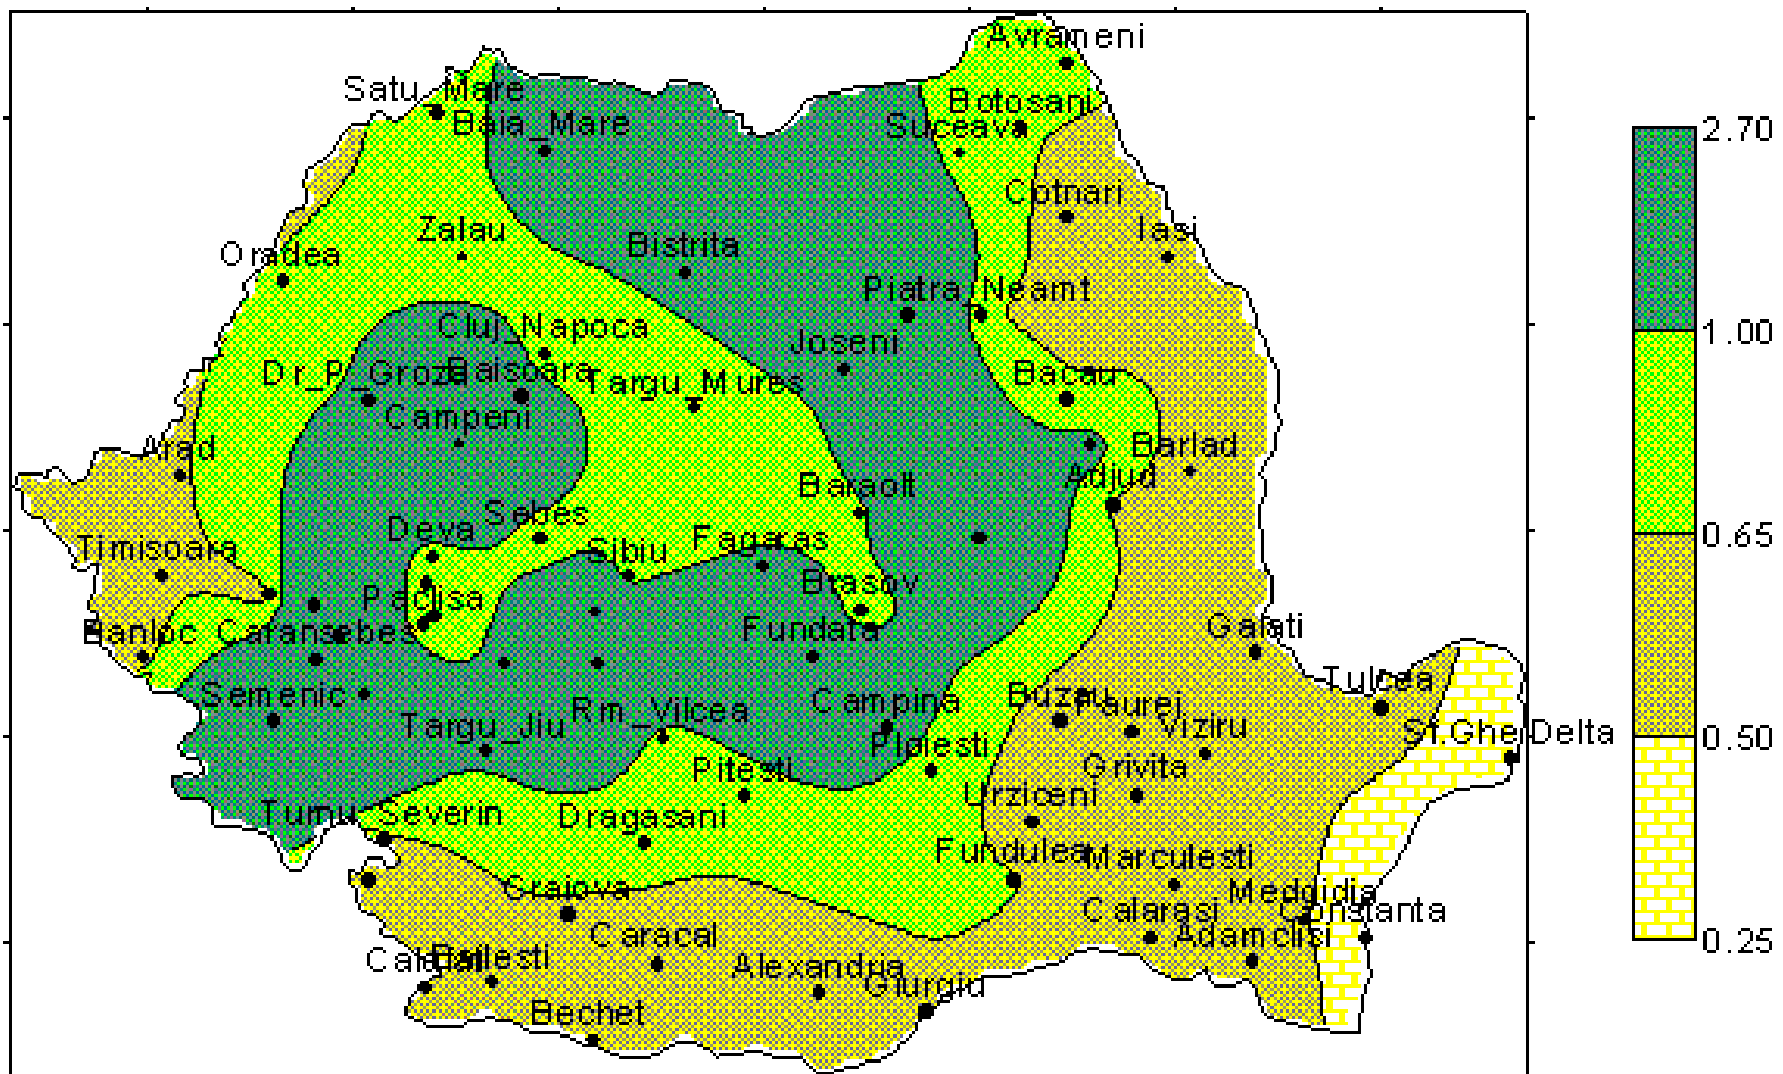 Avrameni
Satu_Mare
Botosani
Baia_Mare
Suceava
Cotnari
Zalau
Iasi
Oradea
Bistrita
Piatra_Neamt
Cluj_Napoca
Joseni
Dr_P_Groza
Baisoara
Targu_Mures
Bacau
Campeni
Arad
Barlad
Adjud
Baraolt
Sebes
Deva
Timisoara
Sibiu
Fagaras
Brasov
Paclisa
Banloc
Caransebes
Fundata
Galati
Semenic
Tulcea
Campina
Buzau
Faurei
Rm_Vilcea
Targu_Jiu
Viziru
Sf.Ghe
Delta
Ploiesti
Pitesti
Grivita
Urziceni
Turnu_Severin
Dragasani
Fundulea
Marculesti
Craiova
Medgidia
Calarasi
Constanta
Caracal
Adamclisi
Bailesti
Alexandria
Giurgiu
Bechet
2.70
1.00
0.65
0.50
0.25